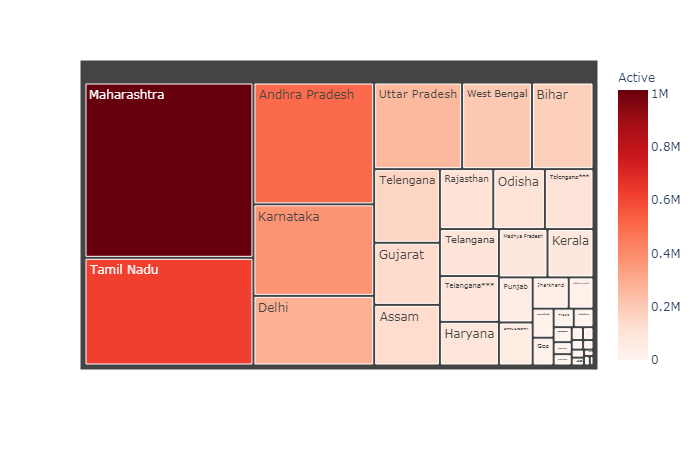 Maharashtra
Andhra Pradesh
Uttar Pradesh
West Bengal
Bihar
Telengana
Rajasthan
Odisha
Telangana***
Karnataka
Telangana
Madhya Pradesh
Kerala
Gujarat
Tamil Nadu
Telangana***
Punjab
Jharkhand
Delhi
Assam
Haryana
Goa
Active
1M
0.8M
0.6M
0.4M
0.2M
0